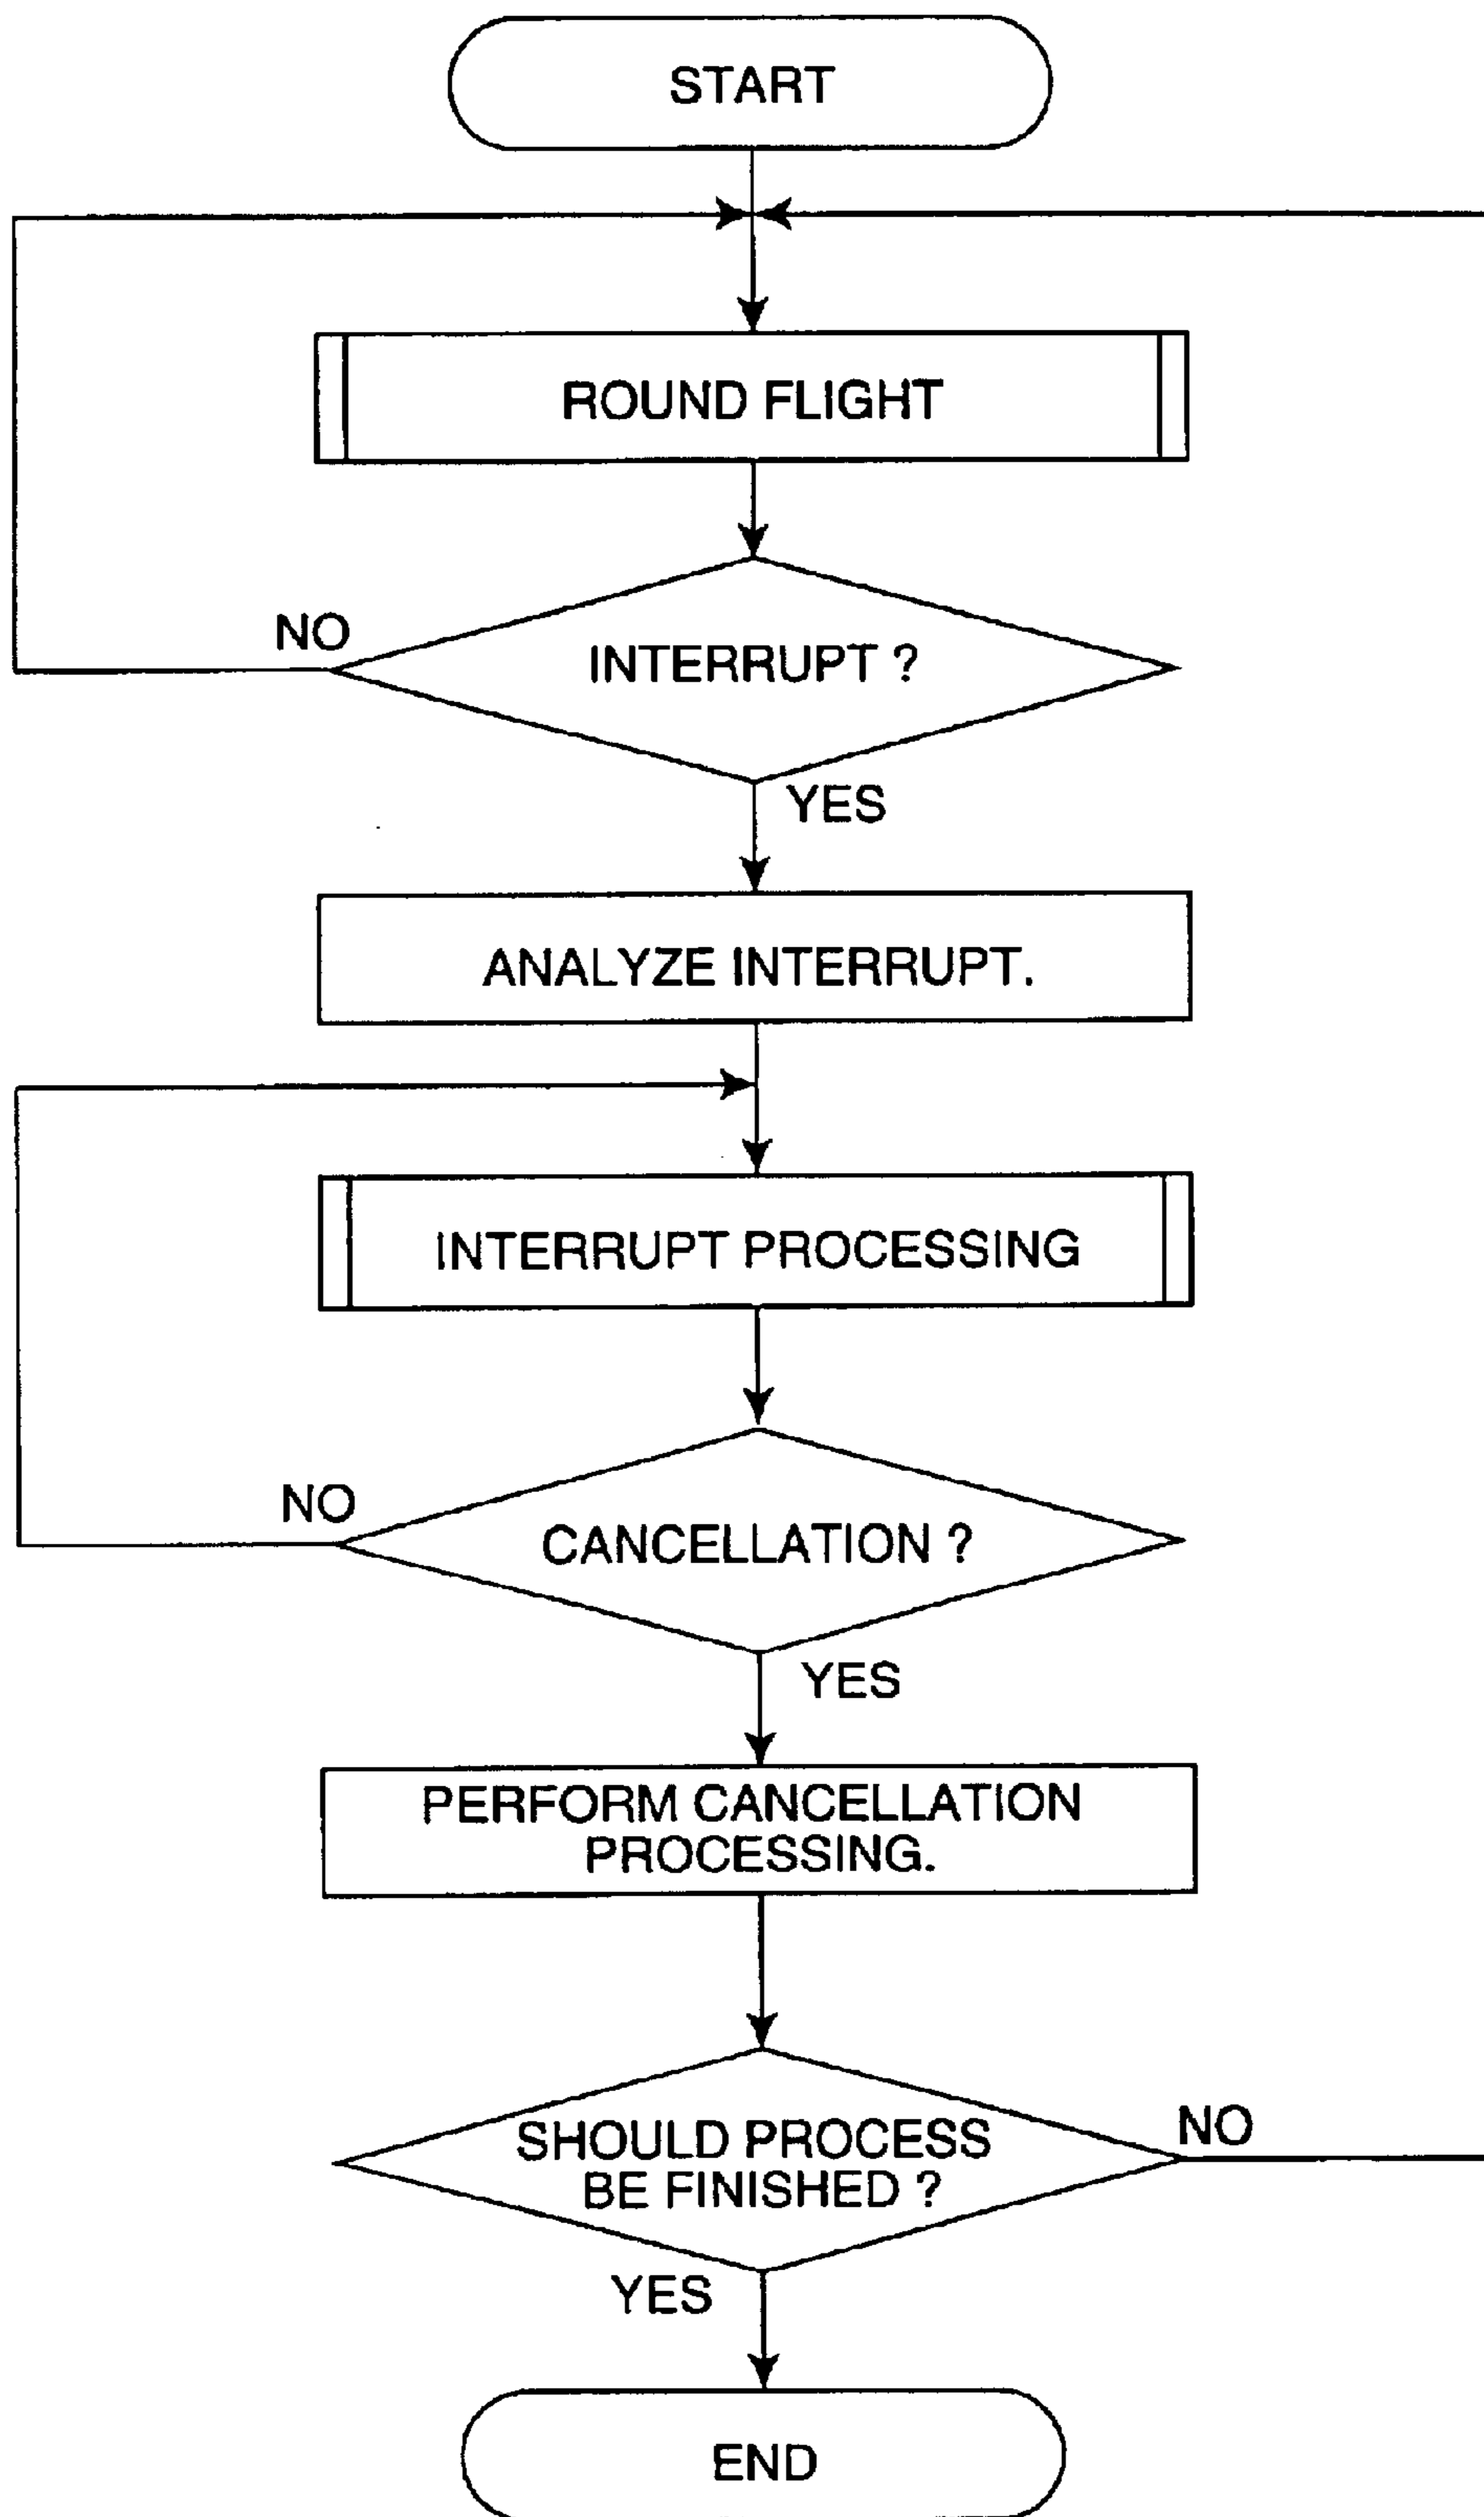 START
ROUND FLIGHT
NO
INTERRUPT ?
YES
ANALYZE INTERRUPT.
INTERRUPT PROCESSING
NO
CANCELLATION ?
YES
PERFORM CANCELLATION
PROCESSING.
SHOULD PROCESS
BE FINISHED ?
NO
YES
END